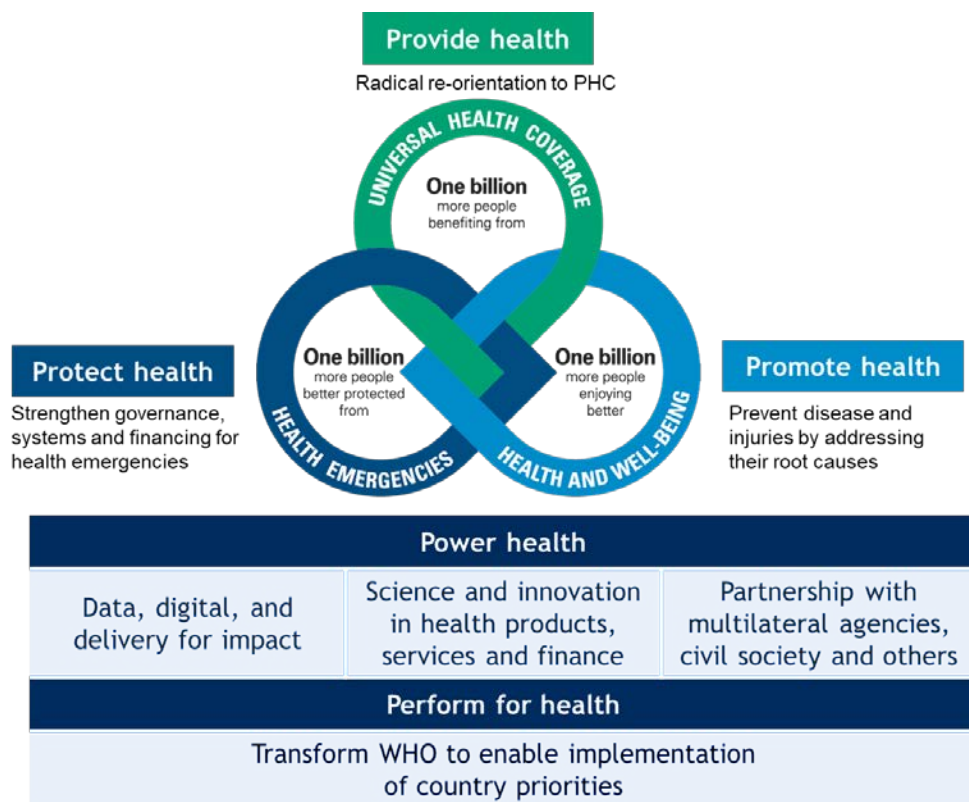 Provide health
Radical re-orientation to PHC
UNIVERSAL HEALTH COVERAGE
One billion
more people
benefiting from
Protect health
Strengthen governance,
systems and financing for
health emergencies
One billion
more people
better protected
from
HEALTH EMERGENCIES
One billion
more people
enjoying
better
HEALTH AND WELL-BEING
Promote health
Prevent disease and
injuries by addressing
their root causes
Power health
Data, digital, and
delivery for impact
Science and innovation
in health products,
services and finance
Partnership with
multilateral agencies,
civil society and others
Perform for health
Transform WHO to enable implementation
of country priorities